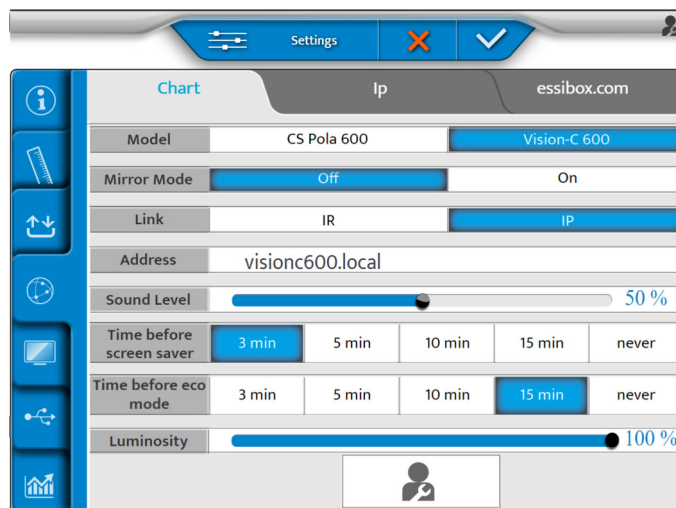 Settings
Chart Ip essibox.com
Model CS Pola 600 Vision-C 600
Mirror Mode Off On
Link IR IP
Address visionc600.local
Sound Level 50 %
Time before screen saver 3 min 5 min 10 min 15 min never
Time before eco mode 3 min 5 min 10 min 15 min never
Luminosity 100 %